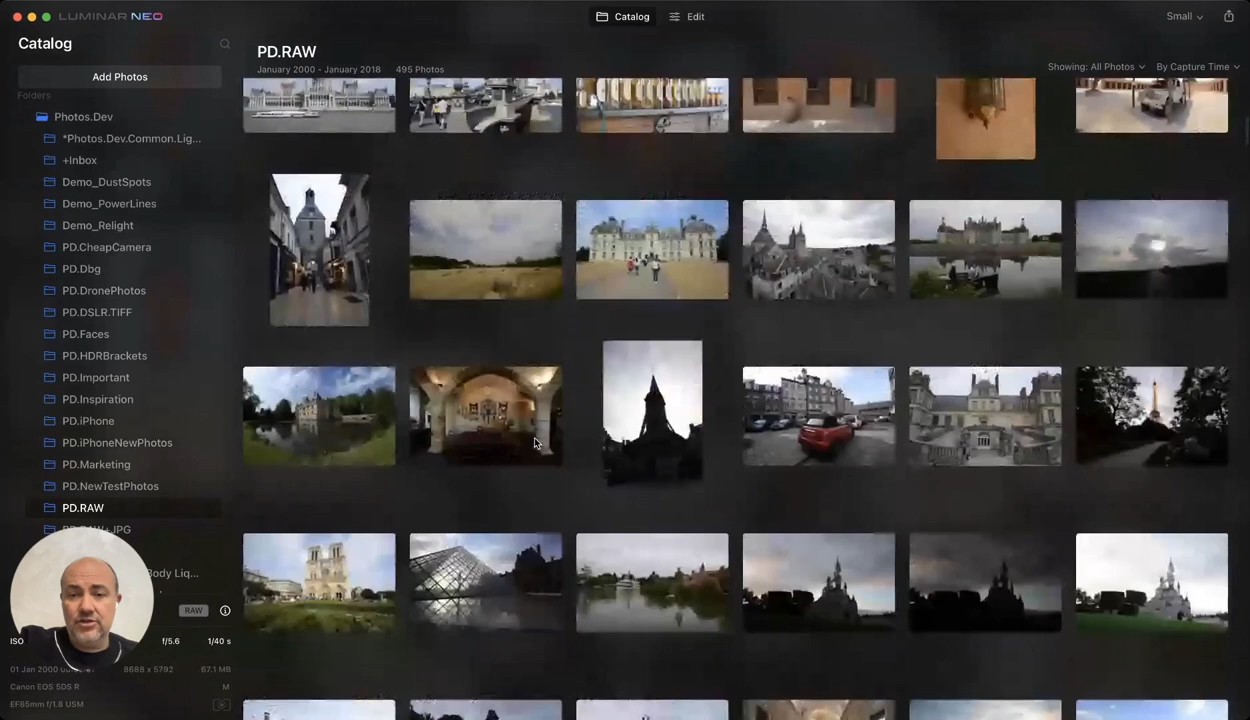 LUMINAR NEO
Catalog
Edit
Small
Catalog
PD.RAW
January 2000 - January 2018
495 Photos
Showing: All Photos
By Capture Time
Add Photos
Folders
Photos.Dev
*Photos.Dev.Common.Lig...
+Inbox
Demo_DustSpots
Demo_PowerLines
Demo_Relight
PD.CheapCamera
PD.Dbg
PD.DronePhotos
PD.DSLR.TIFF
PD.Faces
PD.HDRBrackets
PD.Important
PD.Inspiration
PD.iPhone
PD.iPhoneNewPhotos
PD.Marketing
PD.NewTestPhotos
PD.RAW
PD.RAW+JPG
Body Liq...
RAW
ISO
f/5.6
1/40 s
01 Jan 2000
8688 x 5792
67.1 MB
Canon EOS 5DS R
M
EF85mm f/1.8 USM